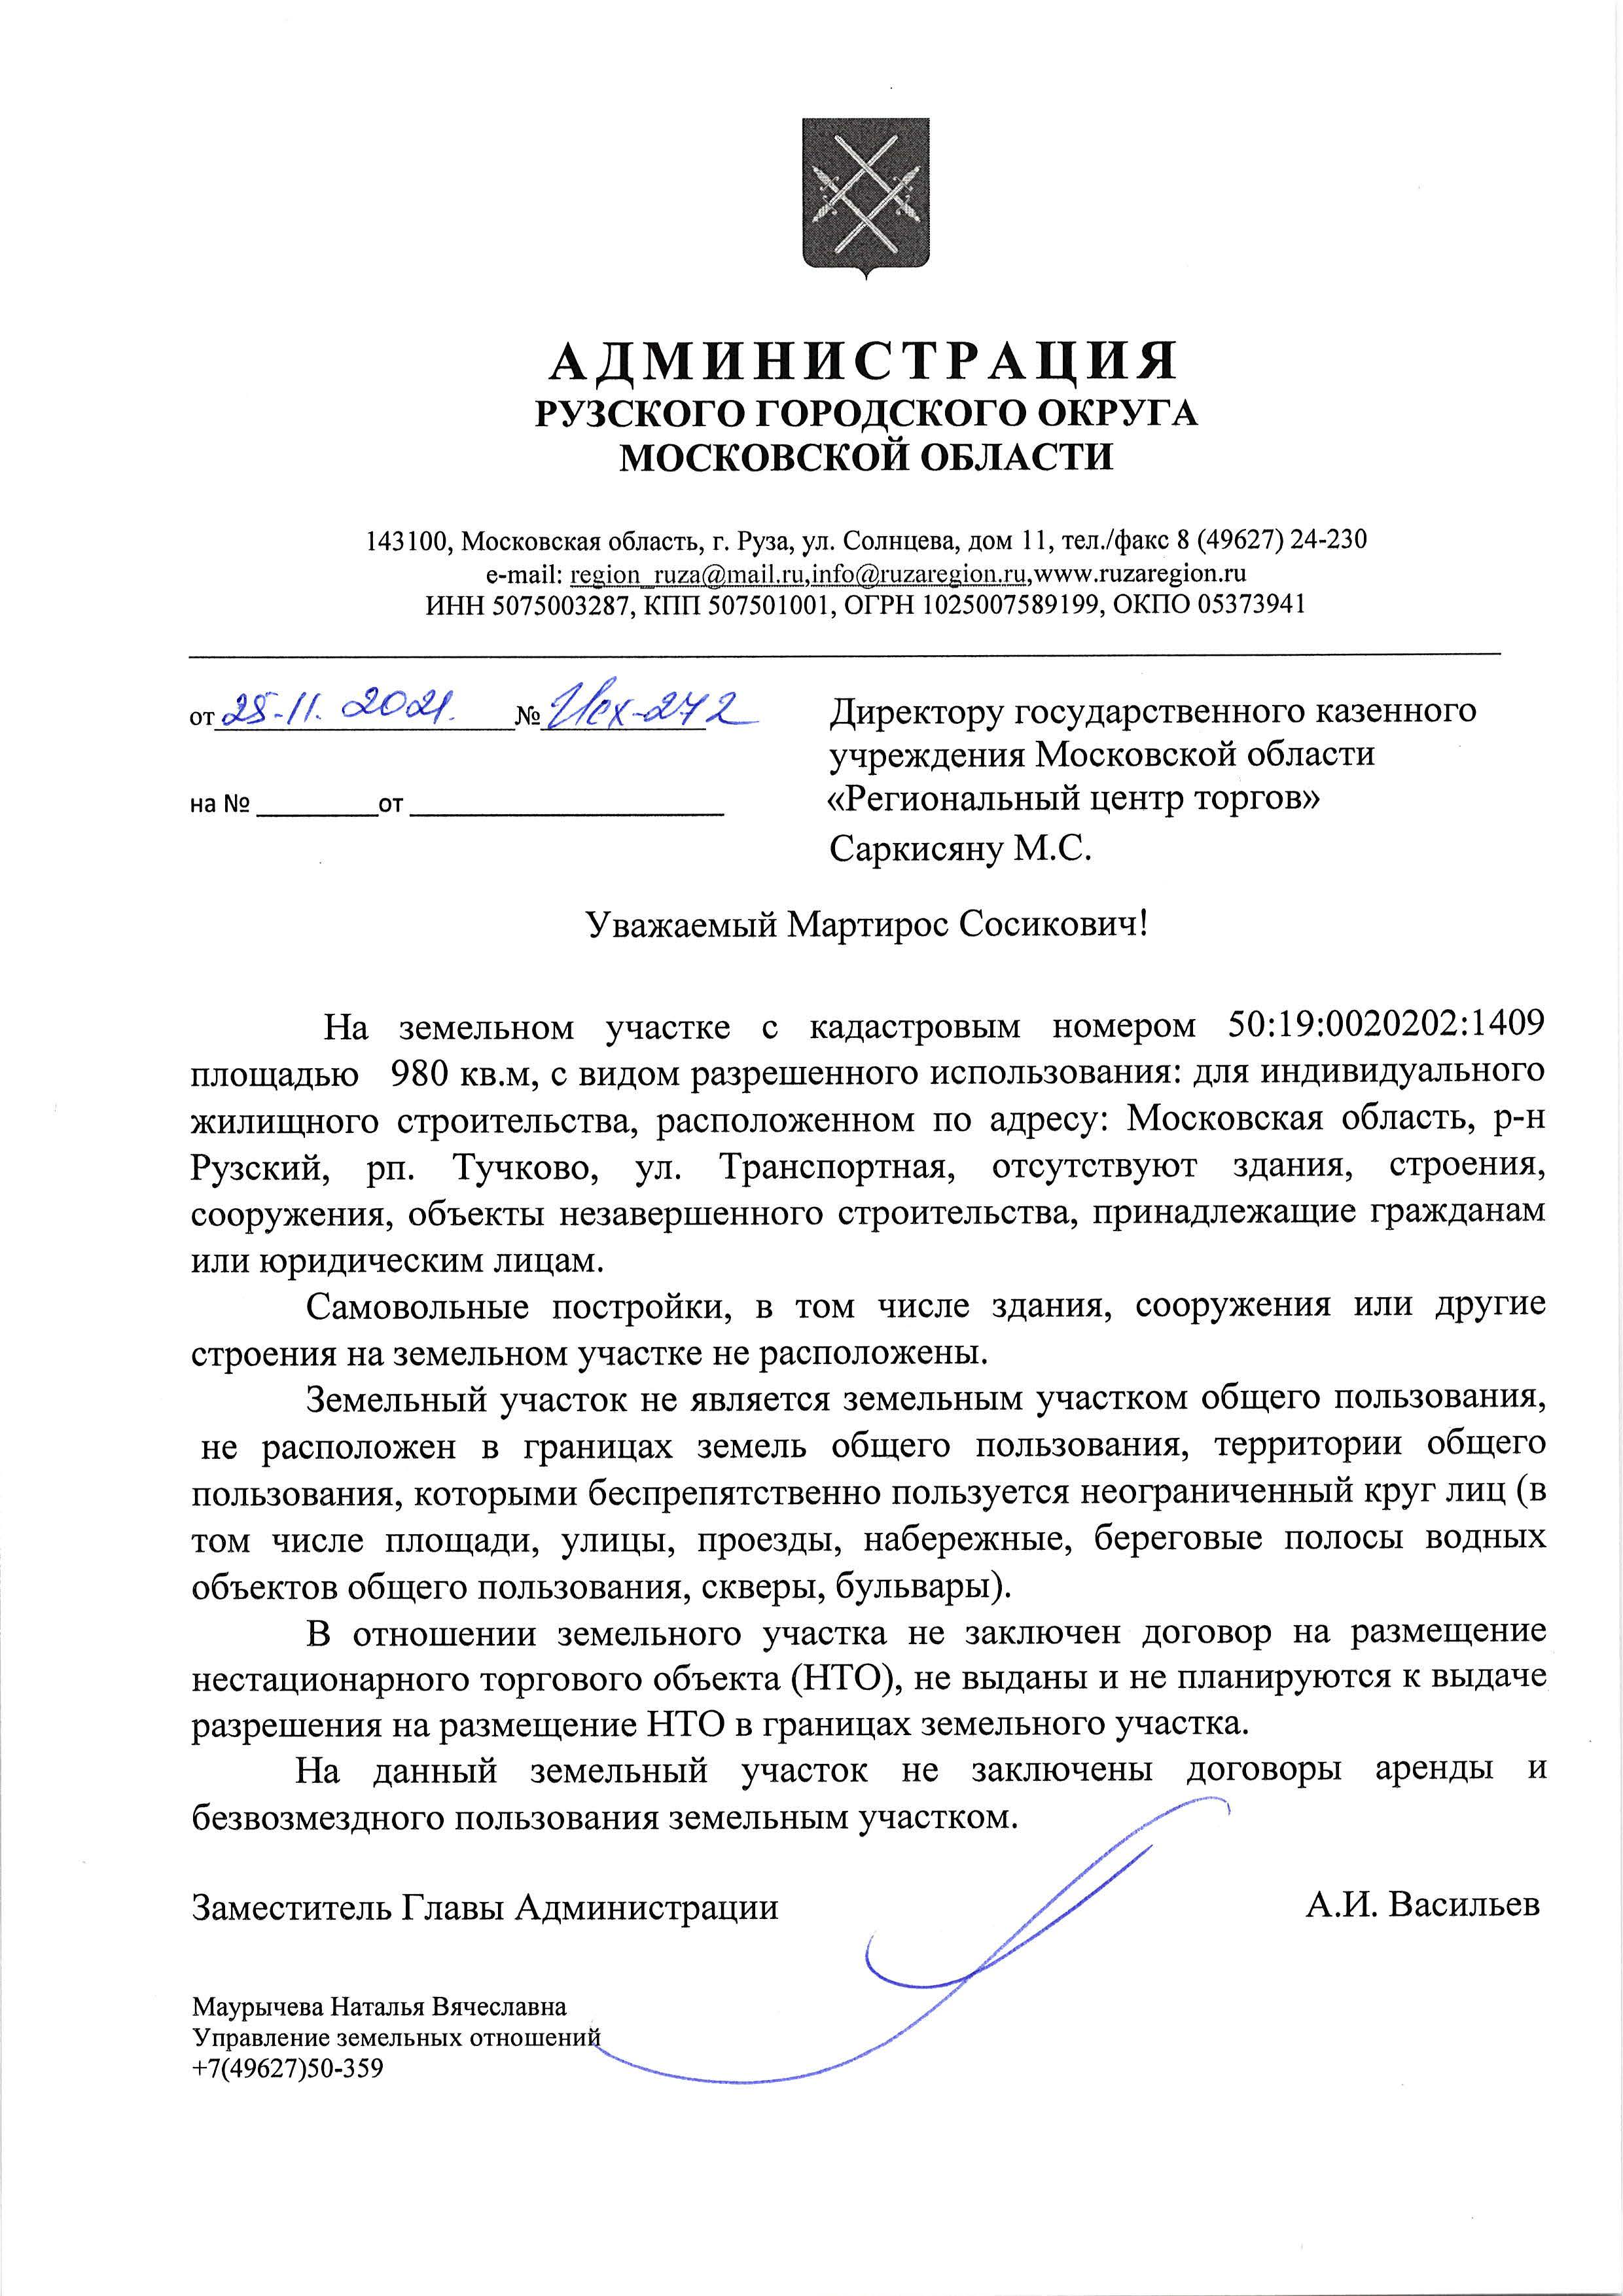 АДМИНИСТРАЦИЯ
РУЗСКОГО ГОРОДСКОГО ОКРУГА
МОСКОВСКОЙ ОБЛАСТИ
143100, Московская область, г. Руза, ул. Солнцева, дом 11, тел./факс 8 (49627) 24-230
e-mail: region_ruza@mail.ru,info@ruzaregion.ru,www.ruzaregion.ru
ИНН 5075003287, КПП 507501001, ОГРН 1025007589199, ОКПО 05373941
от 25-11. 2021. № Исх-272
на № ________ от ________
Директору государственного казенного
учреждения Московской области
«Региональный центр торгов»
Саркисяну М.С.
Уважаемый Мартирос Сосикович!
На земельном участке с кадастровым номером 50:19:0020202:1409
площадью 980 кв.м, с видом разрешенного использования: для индивидуального
жилищного строительства, расположенном по адресу: Московская область, р-н
Рузский, рп. Тучково, ул. Транспортная, отсутствуют здания, строения,
сооружения, объекты незавершенного строительства, принадлежащие гражданам
или юридическим лицам.
Самовольные постройки, в том числе здания, сооружения или другие
строения на земельном участке не расположены.
Земельный участок не является земельным участком общего пользования,
не расположен в границах земель общего пользования, территории общего
пользования, которыми беспрепятственно пользуется неограниченный круг лиц (в
том числе площади, улицы, проезды, набережные, береговые полосы водных
объектов общего пользования, скверы, бульвары).
В отношении земельного участка не заключен договор на размещение
нестационарного торгового объекта (НТО), не выданы и не планируются к выдаче
разрешения на размещение НТО в границах земельного участка.
На данный земельный участок не заключены договоры аренды и
безвозмездного пользования земельным участком.
Заместитель Главы Администрации
А.И. Васильев
Маурычева Наталья Вячеславна
Управление земельных отношений
+7(49627)50-359